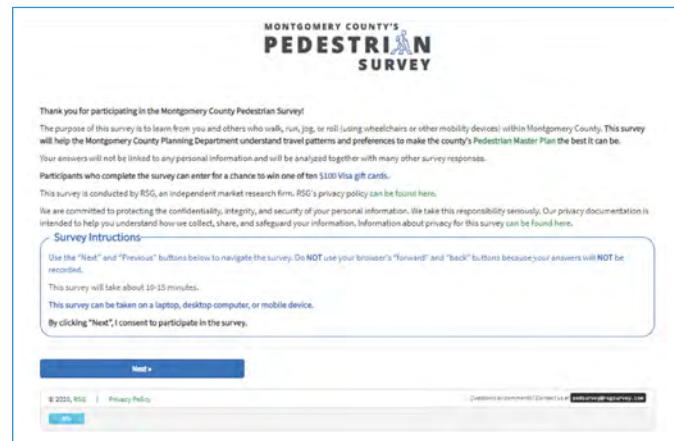 MONTGOMERY COUNTY'S
PEDESTRIAN
SURVEY
Thank you for participating in the Montgomery County Pedestrian Survey!
The purpose of this survey is to learn from you and others who walk, run, jog, or roll (using wheelchairs or other mobility devices) within Montgomery County. This survey
will help the Montgomery County Planning Department understand travel patterns and preferences to make the county's Pedestrian Master Plan the best it can be.
Your answers will not be linked to any personal information and will be analyzed together with many other survey responses.
Participants who complete the survey can enter for a chance to win one of ten $100 Visa gift cards.
This survey is conducted by RSG, an independent market research firm. RSG's privacy policy can be found here.
We are committed to protecting the confidentiality, integrity, and security of your personal information. We take this responsibility seriously. Our privacy documentation is
intended to help you understand how we collect, share, and safeguard your information. Information about privacy for this survey can be found here.
Survey Intructions
Use the "Next" and "Previous" buttons below to navigate the survey. Do NOT use your browser's "forward" and "back" buttons because your answers will NOT be
recorded.
This survey will take about 10-15 minutes.
This survey can be taken on a laptop, desktop computer, or mobile device.
By clicking "Next", I consent to participate in the survey.
Next »
© 2020, RSG | Privacy Policy
Questions or comments? Contact us at pedsurvey@rsgsurvey.com